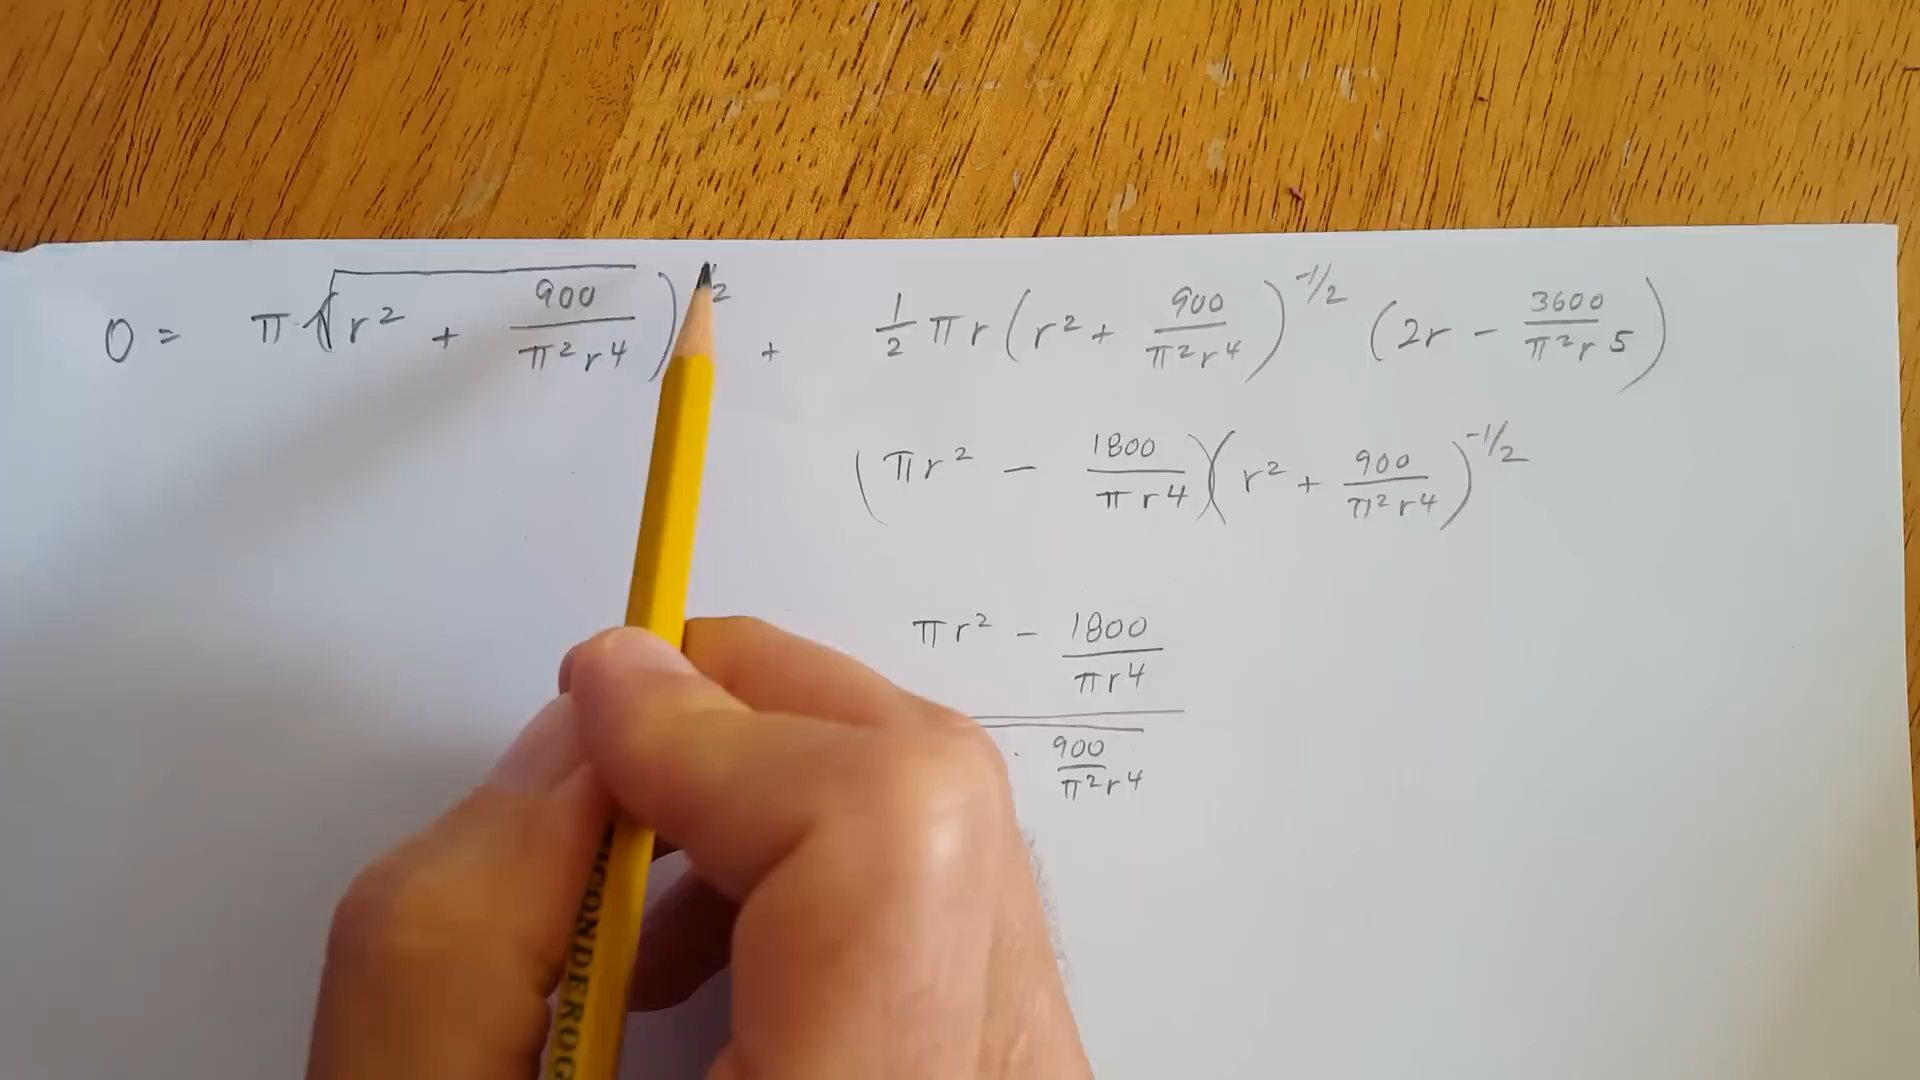 0 = π √(r² + 900/(π²r⁴))^1/2 + 1/2 πr (r² + 900/(π²r⁴))^-1/2 (2r - 3600/(π²r5))
(πr² - 1800/(πr4))(r² + 900/(π²r4))^-1/2
πr² - 1800/(πr4)
900/(π²r4)
TICONDEROG